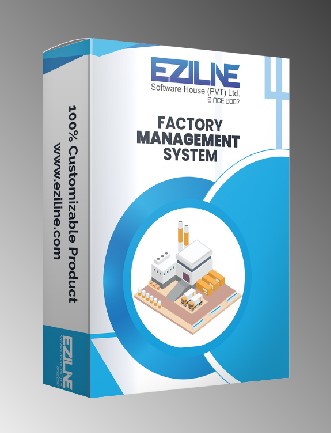 EZILINE
Software House (PVT) Ltd.
FACTORY
MANAGEMENT
SYSTEM
100% Customizable Product
www.eziline.com
EZILINE